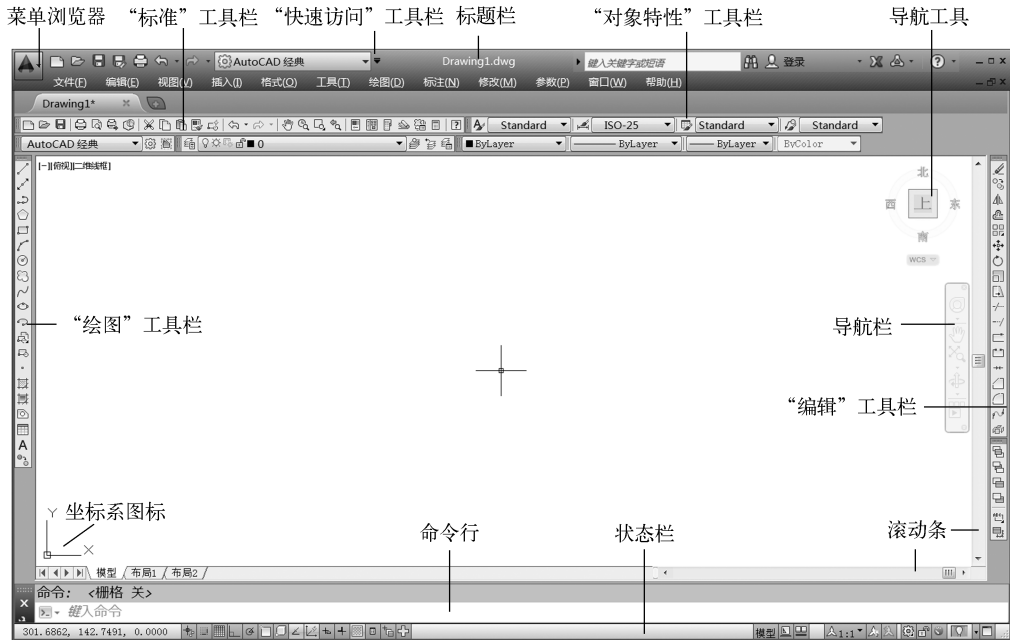 菜单浏览器 “标准”工具栏 “快速访问”工具栏 标题栏 “对象特性”工具栏 导航工具
AutoCAD 经典 Drawing1.dwg 键入关键字或短语 登录
文件(F) 编辑(E) 视图(V) 插入(I) 格式(O) 工具(T) 绘图(D) 标注(N) 修改(M) 参数(P) 窗口(W) 帮助(H)
Drawing1*
Standard ISO-25 Standard Standard
AutoCAD 经典 0 ByLayer ByLayer ByLayer ByColor
[-][俯视][二维线框]
北
西 上 东
南
WCS
“绘图”工具栏 导航栏
“编辑”工具栏
A
Y 坐标系图标
X
命令行 状态栏 滚动条
模型 布局1 布局2
命令: <栅格 关>
键入命令
301.6862, 142.7491, 0.0000 模型 1:1